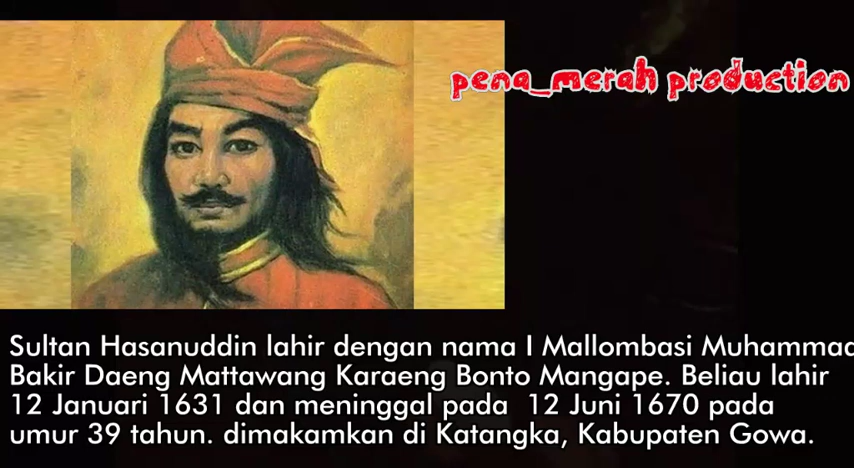 pena_merah production
Sultan Hasanuddin lahir dengan nama I Mallombasi Muhammad
Bakir Daeng Mattawang Karaeng Bonto Mangape. Beliau lahir
12 Januari 1631 dan meninggal pada 12 Juni 1670 pada
umur 39 tahun. dimakamkan di Katangka, Kabupaten Gowa.